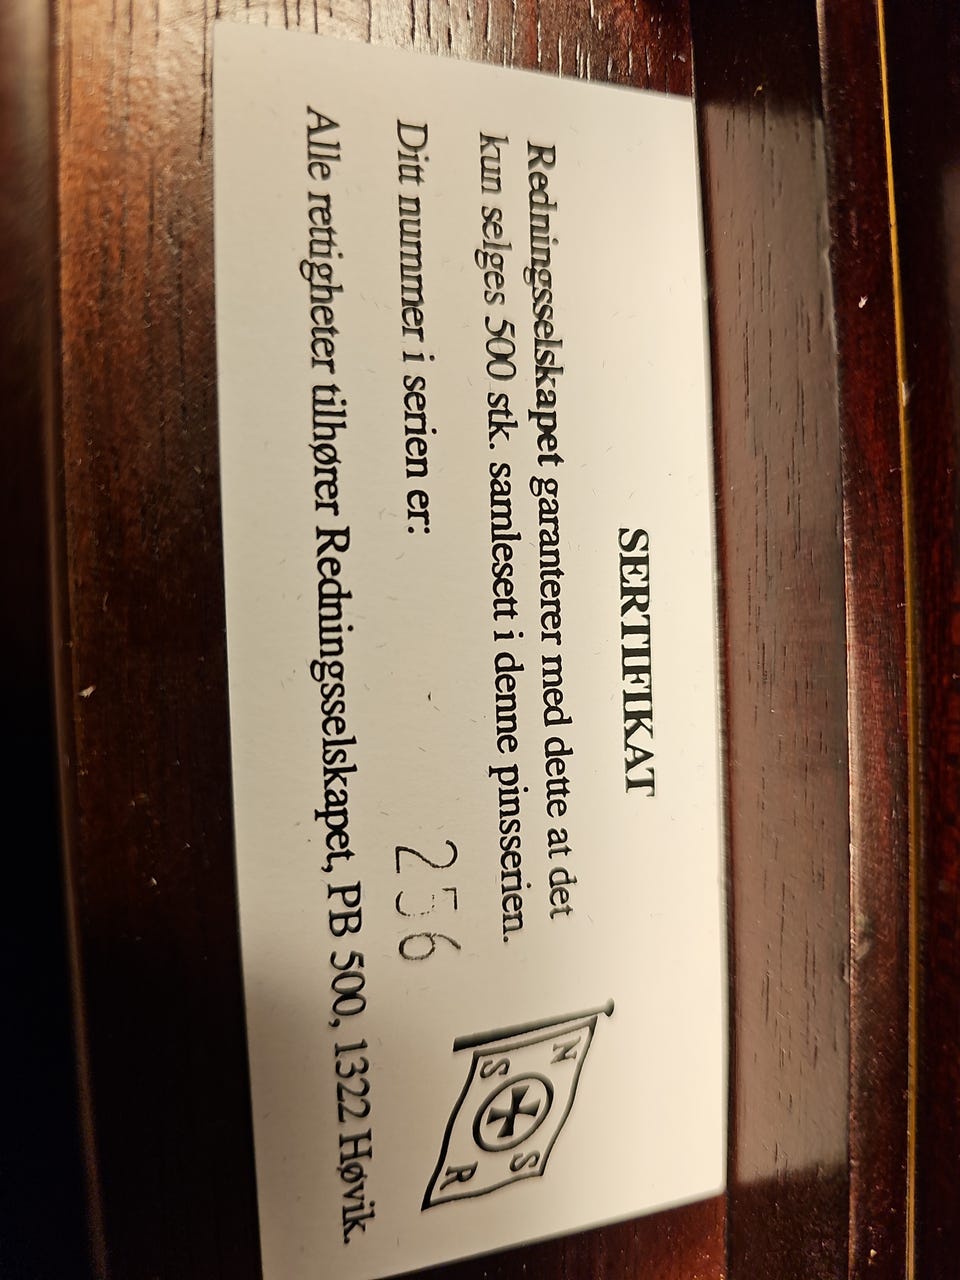 SERTIFIKAT
Redningsselskapet garanterer med dette at det
kun selges 500 stk. samlesett i denne pinsserien.
Ditt nummer i serien er: 256
Alle rettigheter tilhører Redningsselskapet, PB 500, 1322 Høvik.
N S
S R